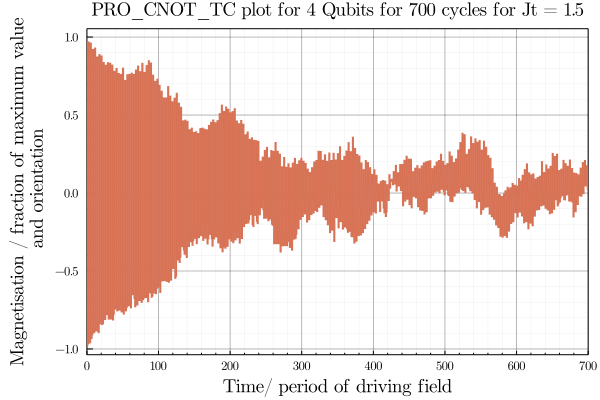 PRO_CNOT_TC plot for 4 Qubits for 700 cycles for Jt = 1.5
Magnetisation / fraction of maximum value
and orientation
1.0
0.5
0.0
−0.5
−1.0
0 100 200 300 400 500 600 700
Time/ period of driving field